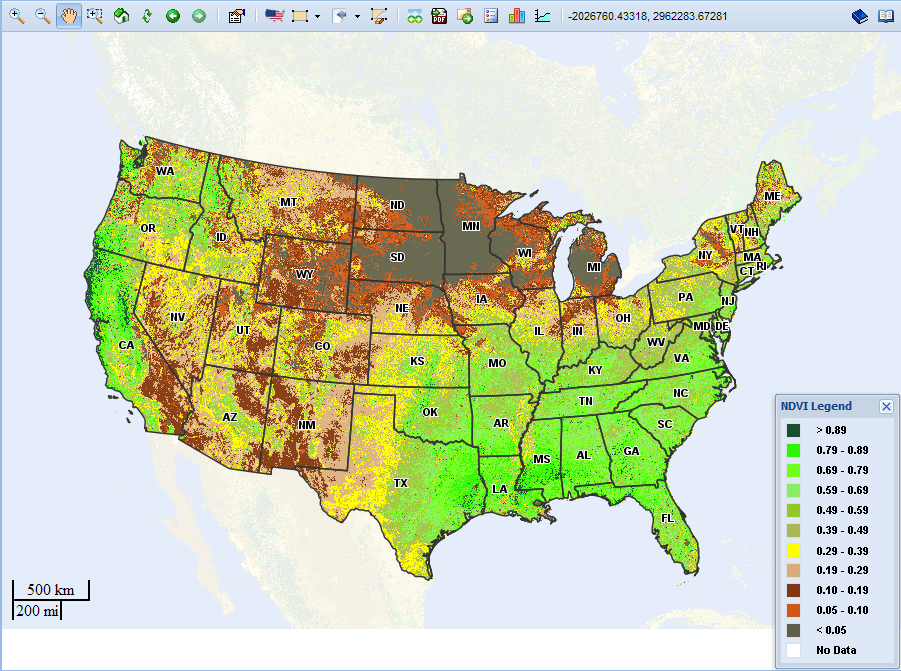 PDF
-2026760.43318, 2962283.67281
WA
MT
ND
MN
ME
OR
ID
SD
WI
VT
NH
NY
MA
WY
MI
CT
RI
NE
IA
PA
NJ
NV
UT
CO
IL
IN
OH
MD
DE
CA
KS
MO
WV
VA
KY
AZ
NM
OK
AR
TN
NC
SC
TX
LA
MS
AL
GA
FL
500 km
200 mi
NDVI Legend
> 0.89
0.79 - 0.89
0.69 - 0.79
0.59 - 0.69
0.49 - 0.59
0.39 - 0.49
0.29 - 0.39
0.19 - 0.29
0.10 - 0.19
0.05 - 0.10
< 0.05
No Data